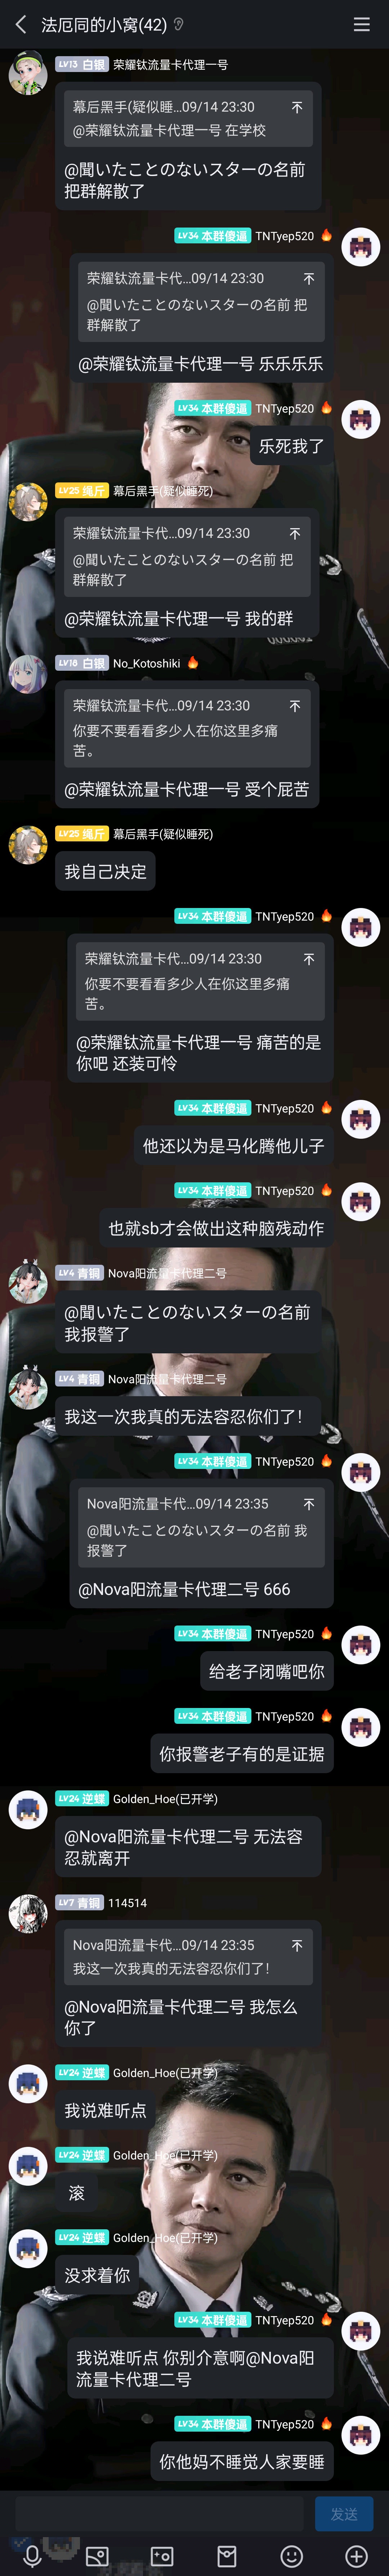 法厄同的小窝(42)
LV13 白银 荣耀钛流量卡代理一号
幕后黑手(疑似睡...09/14 23:30
@荣耀钛流量卡代理一号 在学校
@聞いたことのないスターの名前
把群解散了
LV34 本群傻逼 TNTyep520
荣耀钛流量卡代...09/14 23:30
@聞いたことのないスターの名前 把
群解散了
@荣耀钛流量卡代理一号 乐乐乐乐
LV34 本群傻逼 TNTyep520
乐死我了
LV25 绳斤 幕后黑手(疑似睡死)
荣耀钛流量卡代...09/14 23:30
@聞いたことのないスターの名前 把
群解散了
@荣耀钛流量卡代理一号 我的群
LV18 白银 No_Kotoshiki
荣耀钛流量卡代...09/14 23:30
你要不要看看多少人在你这里多痛
苦。
@荣耀钛流量卡代理一号 受个屁苦
LV25 绳斤 幕后黑手(疑似睡死)
我自己决定
LV34 本群傻逼 TNTyep520
荣耀钛流量卡代...09/14 23:30
你要不要看看多少人在你这里多痛
苦。
@荣耀钛流量卡代理一号 痛苦的是
你吧 还装可怜
LV34 本群傻逼 TNTyep520
他还以为是马化腾他儿子
LV34 本群傻逼 TNTyep520
也就sb才会做出这种脑残动作
LV4 青铜 Nova阳流量卡代理二号
@聞いたことのないスターの名前
我报警了
LV4 青铜 Nova阳流量卡代理二号
我这一次我真的无法容忍你们了!
LV34 本群傻逼 TNTyep520
Nova阳流量卡代...09/14 23:35
@聞いたことのないスターの名前 我
报警了
@Nova阳流量卡代理二号 666
LV34 本群傻逼 TNTyep520
给老子闭嘴吧你
LV34 本群傻逼 TNTyep520
你报警老子有的是证据
LV24 逆蝶 Golden_Hoe(已开学)
@Nova阳流量卡代理二号 无法容
忍就离开
LV7 青铜 114514
Nova阳流量卡代...09/14 23:35
我这一次我真的无法容忍你们了!
@Nova阳流量卡代理二号 我怎么
你了
LV24 逆蝶 Golden_Hoe(已开学)
我说难听点
LV24 逆蝶 Golden_Hoe(已开学)
滚
LV24 逆蝶 Golden_Hoe(已开学)
没求着你
LV34 本群傻逼 TNTyep520
我说难听点 你别介意啊@Nova阳
流量卡代理二号
LV34 本群傻逼 TNTyep520
你他妈不睡觉人家要睡
发送